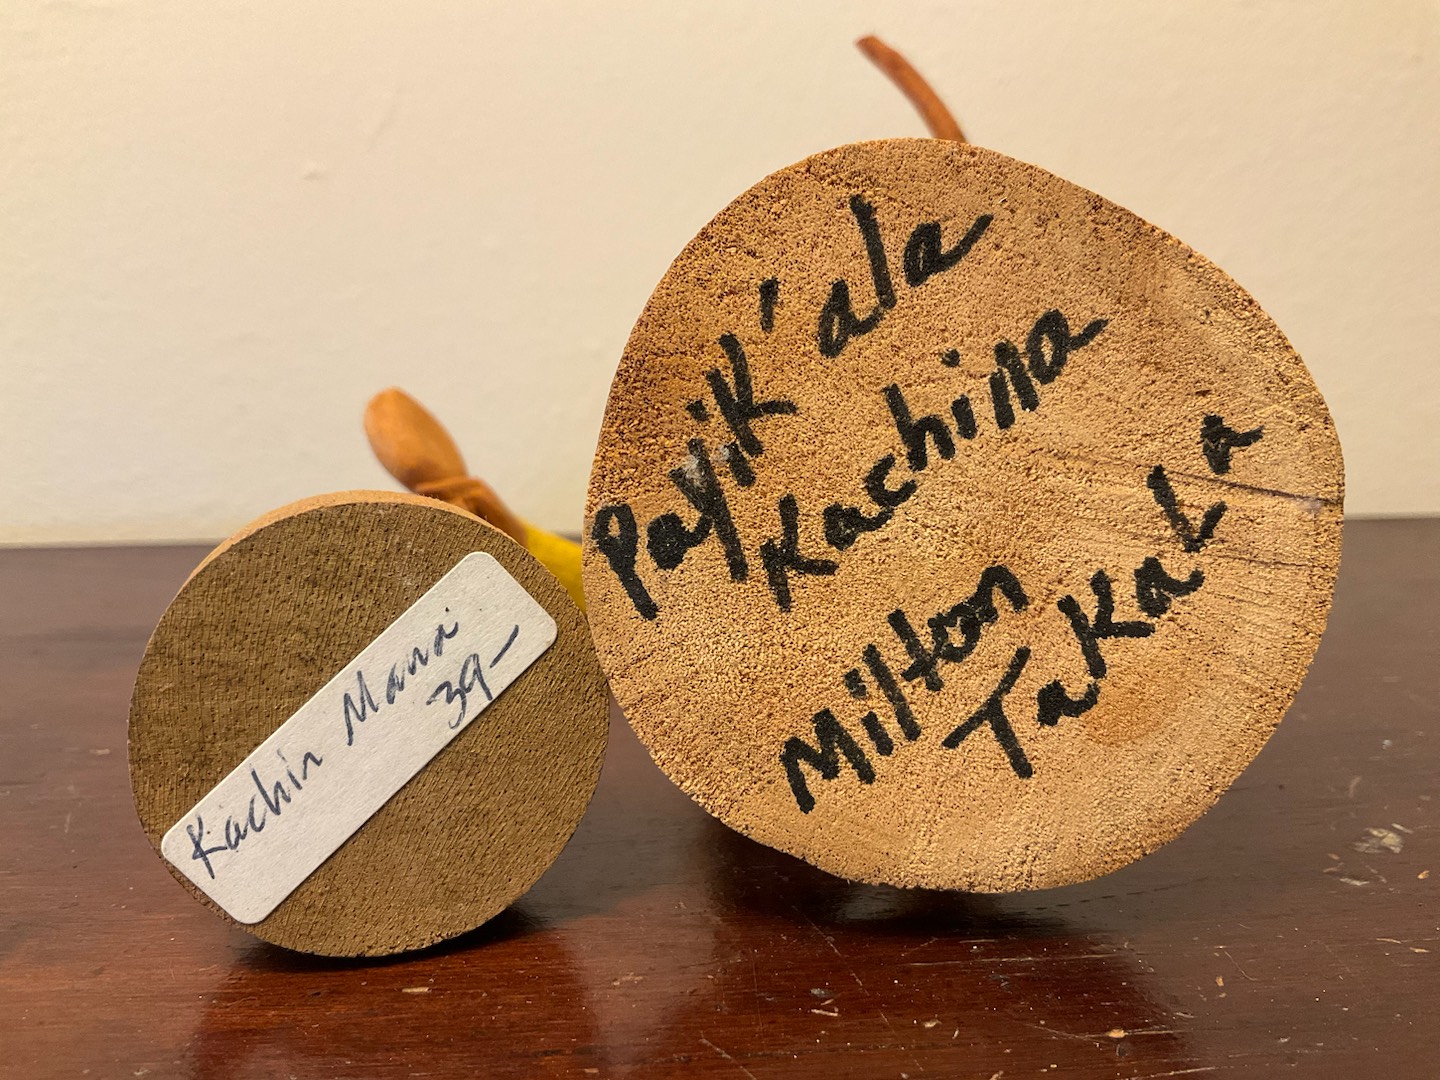 Kachin Mana
39-
Payik'ala
Kachina
Milton
TaKaLa